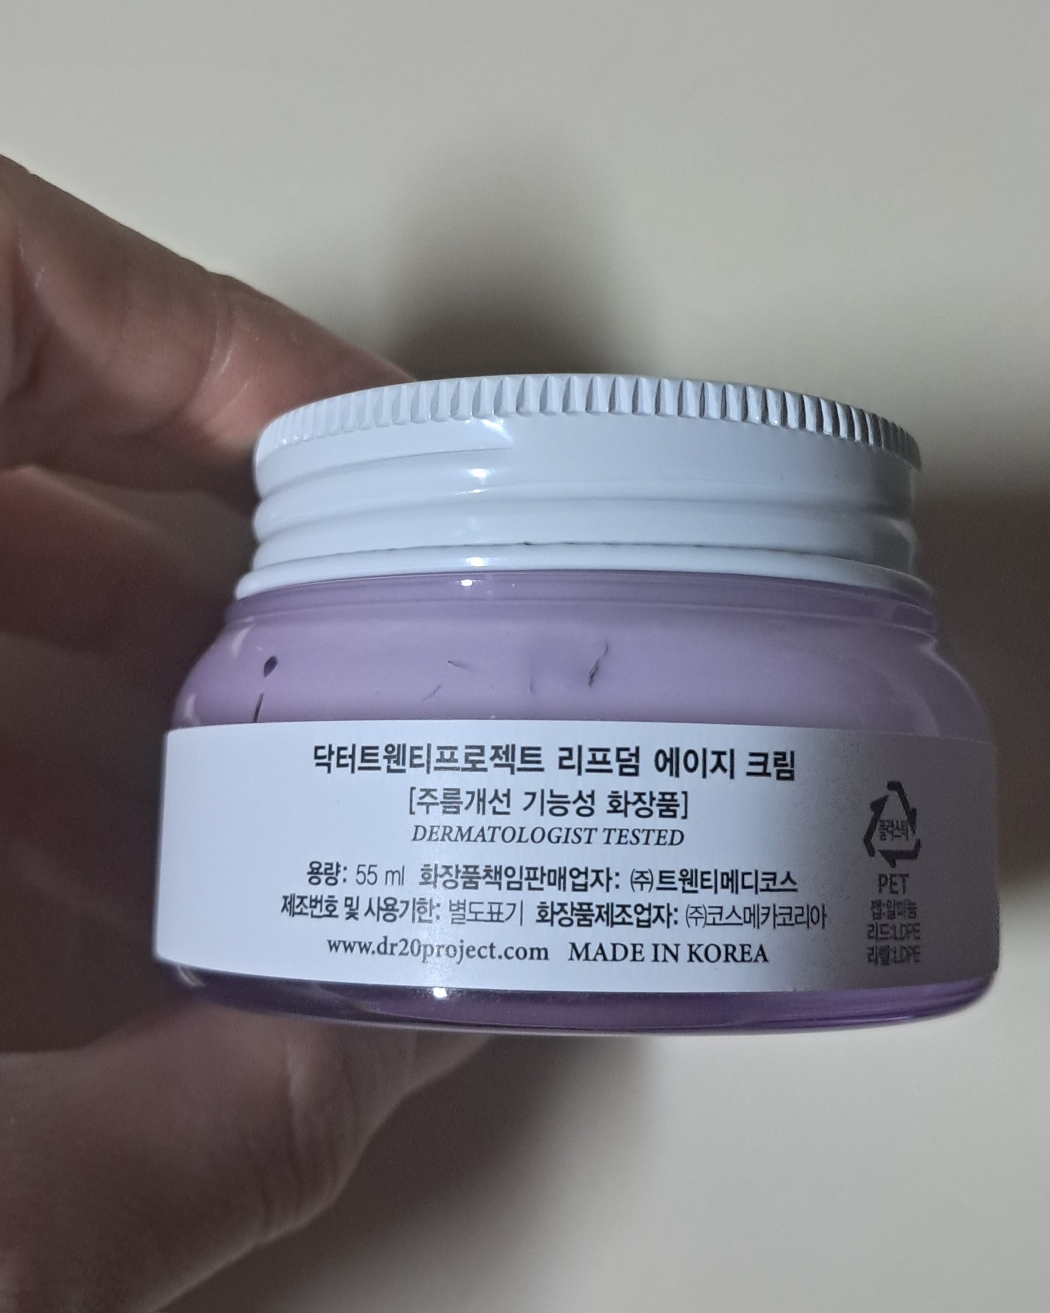 닥터트웬티프로젝트 리프덤 에이지 크림
[주름개선 기능성 화장품]
DERMATOLOGIST TESTED
용량: 55 ml 화장품책임판매업자: ㈜트웬티메디코스
제조번호 및 사용기한: 별도표기 화장품제조업자: ㈜코스메카코리아
www.dr20project.com MADE IN KOREA
플라스틱
PET
캡:알미늄
리드:LDPE
라벨:LDPE